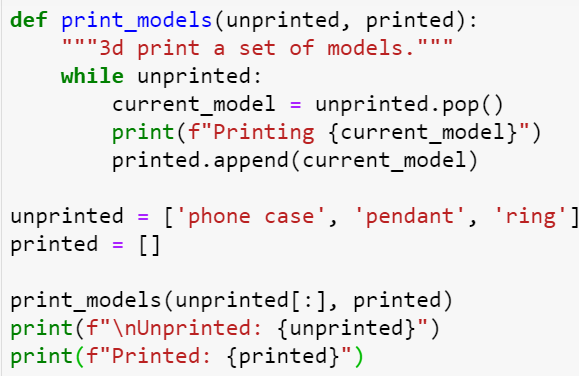 def print_models(unprinted, printed):
    """3d print a set of models."""
    while unprinted:
        current_model = unprinted.pop()
        print(f"Printing {current_model}")
        printed.append(current_model)

unprinted = ['phone case', 'pendant', 'ring']
printed = []

print_models(unprinted[:], printed)
print(f"\nUnprinted: {unprinted}")
print(f"Printed: {printed}")